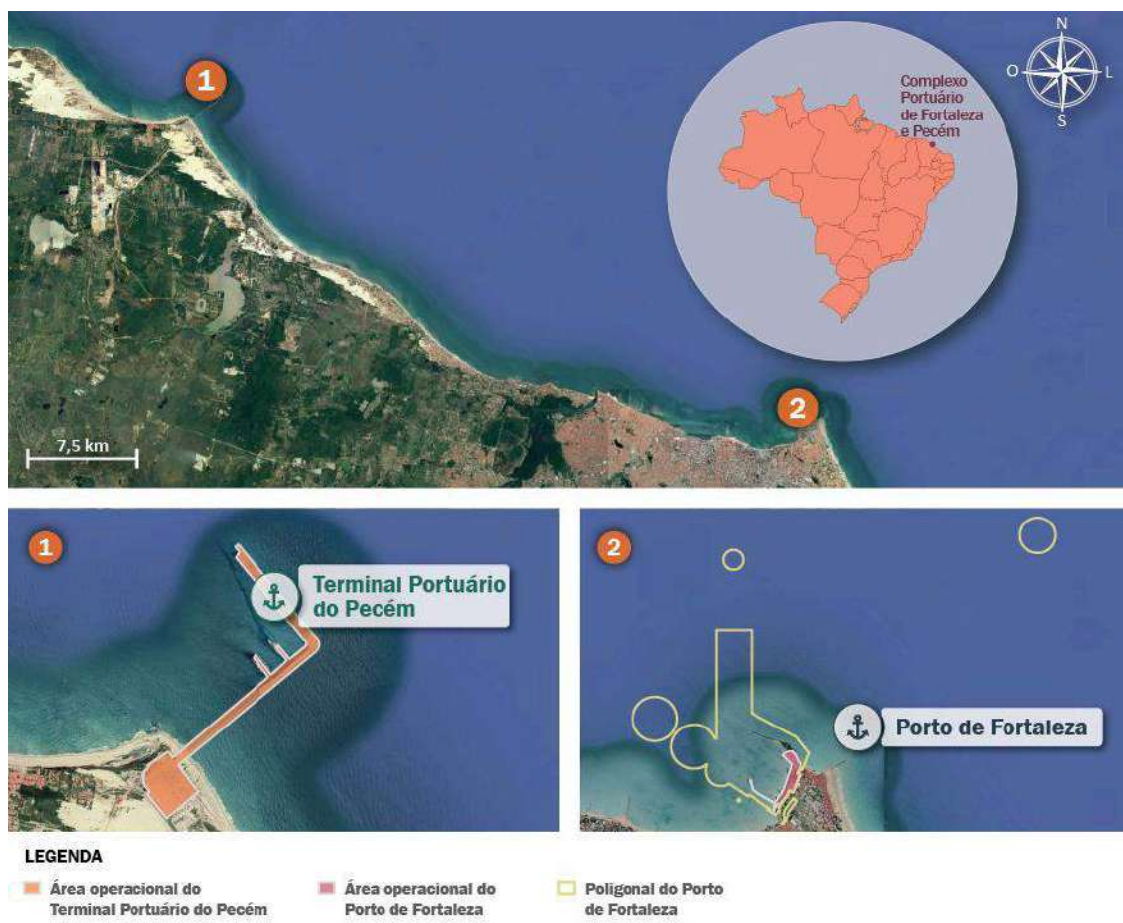 1
Complexo
Portuário
de Fortaleza
e Pecém
N
O
L
S
2
7,5 km
1
Terminal Portuário
do Pecém
2
Porto de Fortaleza
LEGENDA
Área operacional do
Terminal Portuário do Pecém
Área operacional do
Porto de Fortaleza
Poligonal do Porto
de Fortaleza